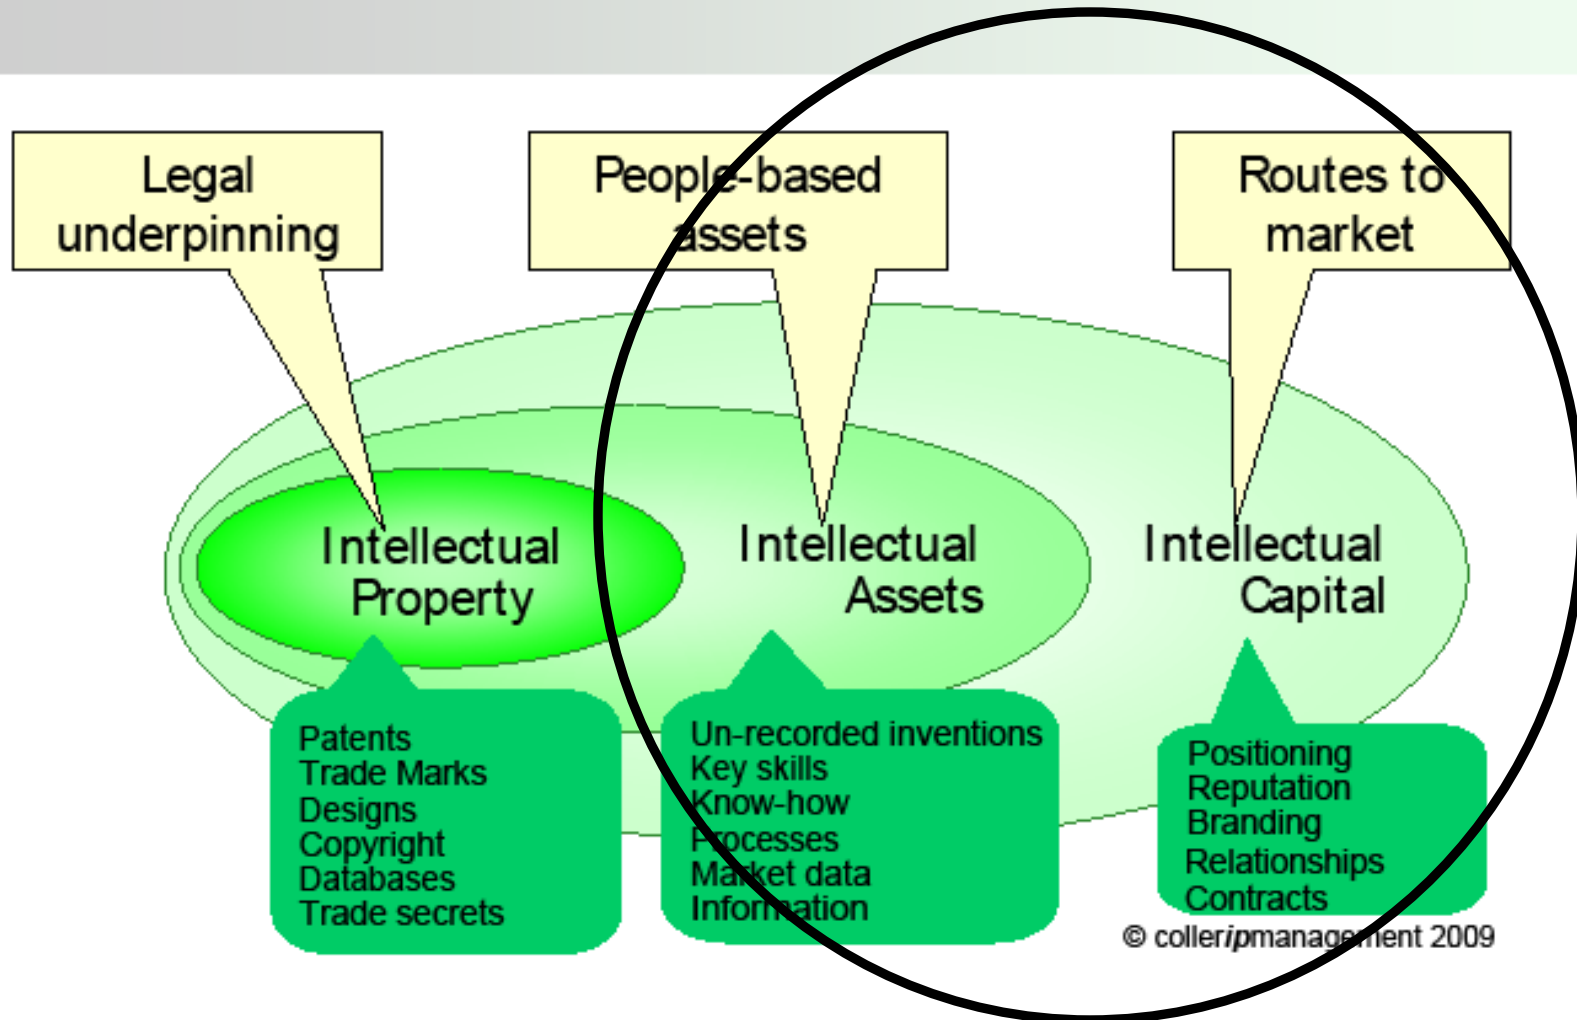 Legal
underpinning
People-based
assets
Routes to
market
Intellectual
Property
Intellectual
Assets
Intellectual
Capital
Patents
Trade Marks
Designs
Copyright
Databases
Trade secrets
Un-recorded inventions
Key skills
Know-how
Processes
Market data
Information
Positioning
Reputation
Branding
Relationships
Contracts
© colleripmanagement 2009